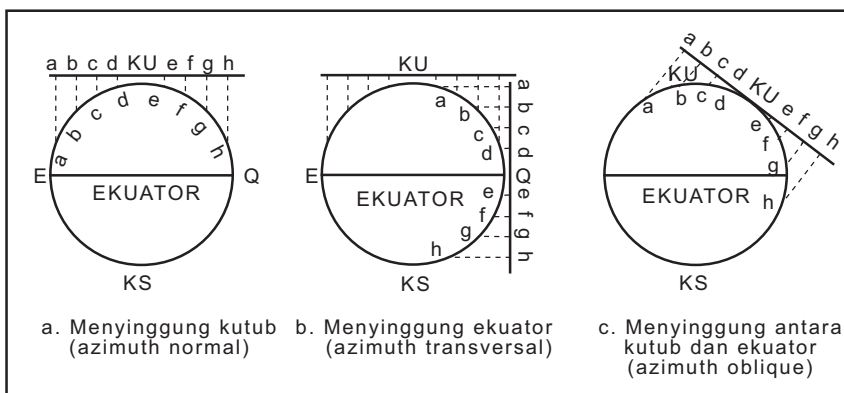 a b c d KU e f g h
a b c d e f g h
E Q
EKUATOR
KS
a. Menyinggung kutub
(azimuth normal)
KU
a b c d e f g h
a b c d e f g h
E Q
EKUATOR
KS
b. Menyinggung ekuator
(azimuth transversal)
a b c d KU e f g h
KU
a b c d e f g h
EKUATOR
KS
c. Menyinggung antara
kutub dan ekuator
(azimuth oblique)